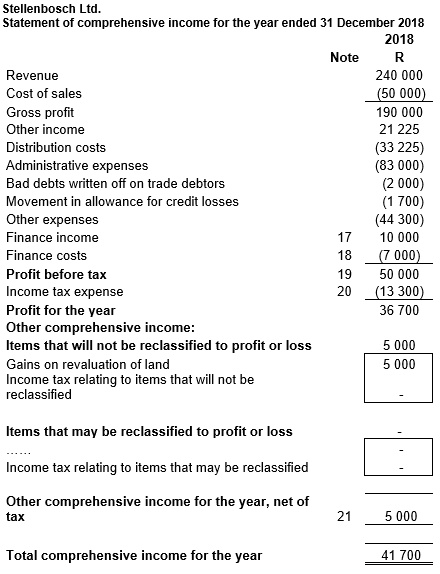 Stellenbosch Ltd.
Statement of comprehensive income for the year ended 31 December 2018
2018
Note R
Revenue 240 000
Cost of sales (50 000)
Gross profit 190 000
Other income 21 225
Distribution costs (33 225)
Administrative expenses (83 000)
Bad debts written off on trade debtors (2 000)
Movement in allowance for credit losses (1 700)
Other expenses (44 300)
Finance income 17 10 000
Finance costs 18 (7 000)
Profit before tax 19 50 000
Income tax expense 20 (13 300)
Profit for the year 36 700
Other comprehensive income:
Items that will not be reclassified to profit or loss 5 000
Gains on revaluation of land 5 000
Income tax relating to items that will not be
reclassified -
Items that may be reclassified to profit or loss -
...... -
Income tax relating to items that may be reclassified -
Other comprehensive income for the year, net of
tax 21 5 000
Total comprehensive income for the year 41 700